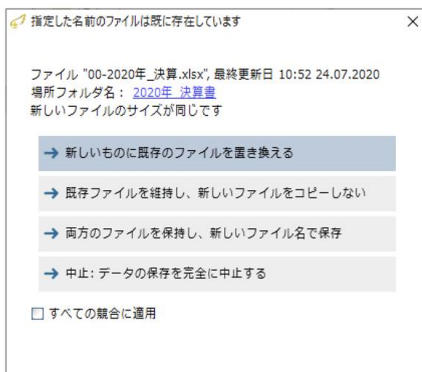 指定した名前のファイルは既に存在しています
ファイル "00-2020年_決算.xlsx", 最終更新日 10:52 24.07.2020
場所フォルダ名： 2020年_決算書
新しいファイルのサイズが同じです
新しいものに既存のファイルを置き換える
既存ファイルを維持し、新しいファイルをコピーしない
両方のファイルを保持し、新しいファイル名で保存
中止: データの保存を完全に中止する
すべての競合に適用